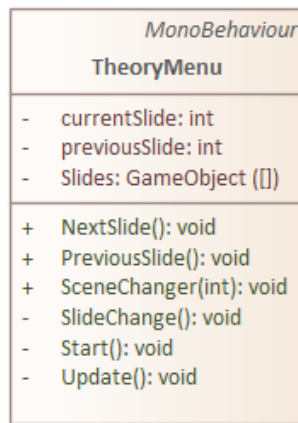 MonoBehaviour
TheoryMenu
- currentSlide: int
- previousSlide: int
- Slides: GameObject ([])
+ NextSlide(): void
+ PreviousSlide(): void
+ SceneChanger(int): void
- SlideChange(): void
- Start(): void
- Update(): void